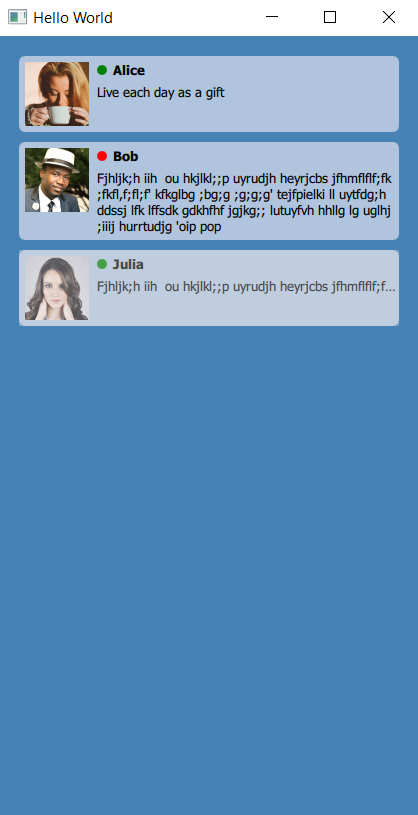 Hello World
Alice
Live each day as a gift
Bob
Fjhljk;h iih  ou hkjlkl;;p uyrudjh heyrjcbs jfhmflflf;fk
;fkfl,f;fl;f' kfkglbg ;bg;g ;g;g;g' tejfpielki ll uytfdg;h
ddssj lfk lffsdk gdkhfhf jgjkg;; lutuyfvh hhllg lg uglhj
;iiij hurrtudjg 'oip pop
Julia
Fjhljk;h iih  ou hkjlkl;;p uyrudjh heyrjcbs jfhmflflf;f...